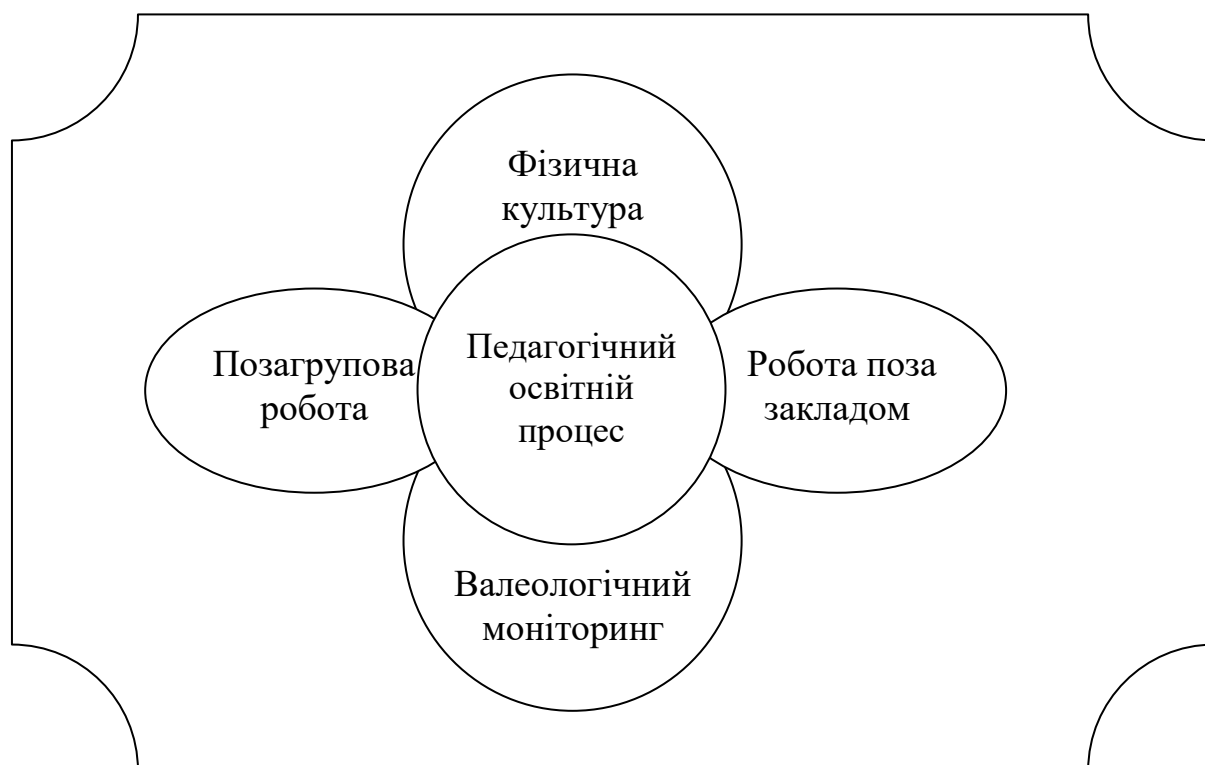 Фізична
культура
Позагрупова
робота
Педагогічний
освітній
процес
Робота поза
закладом
Валеологічний
моніторинг